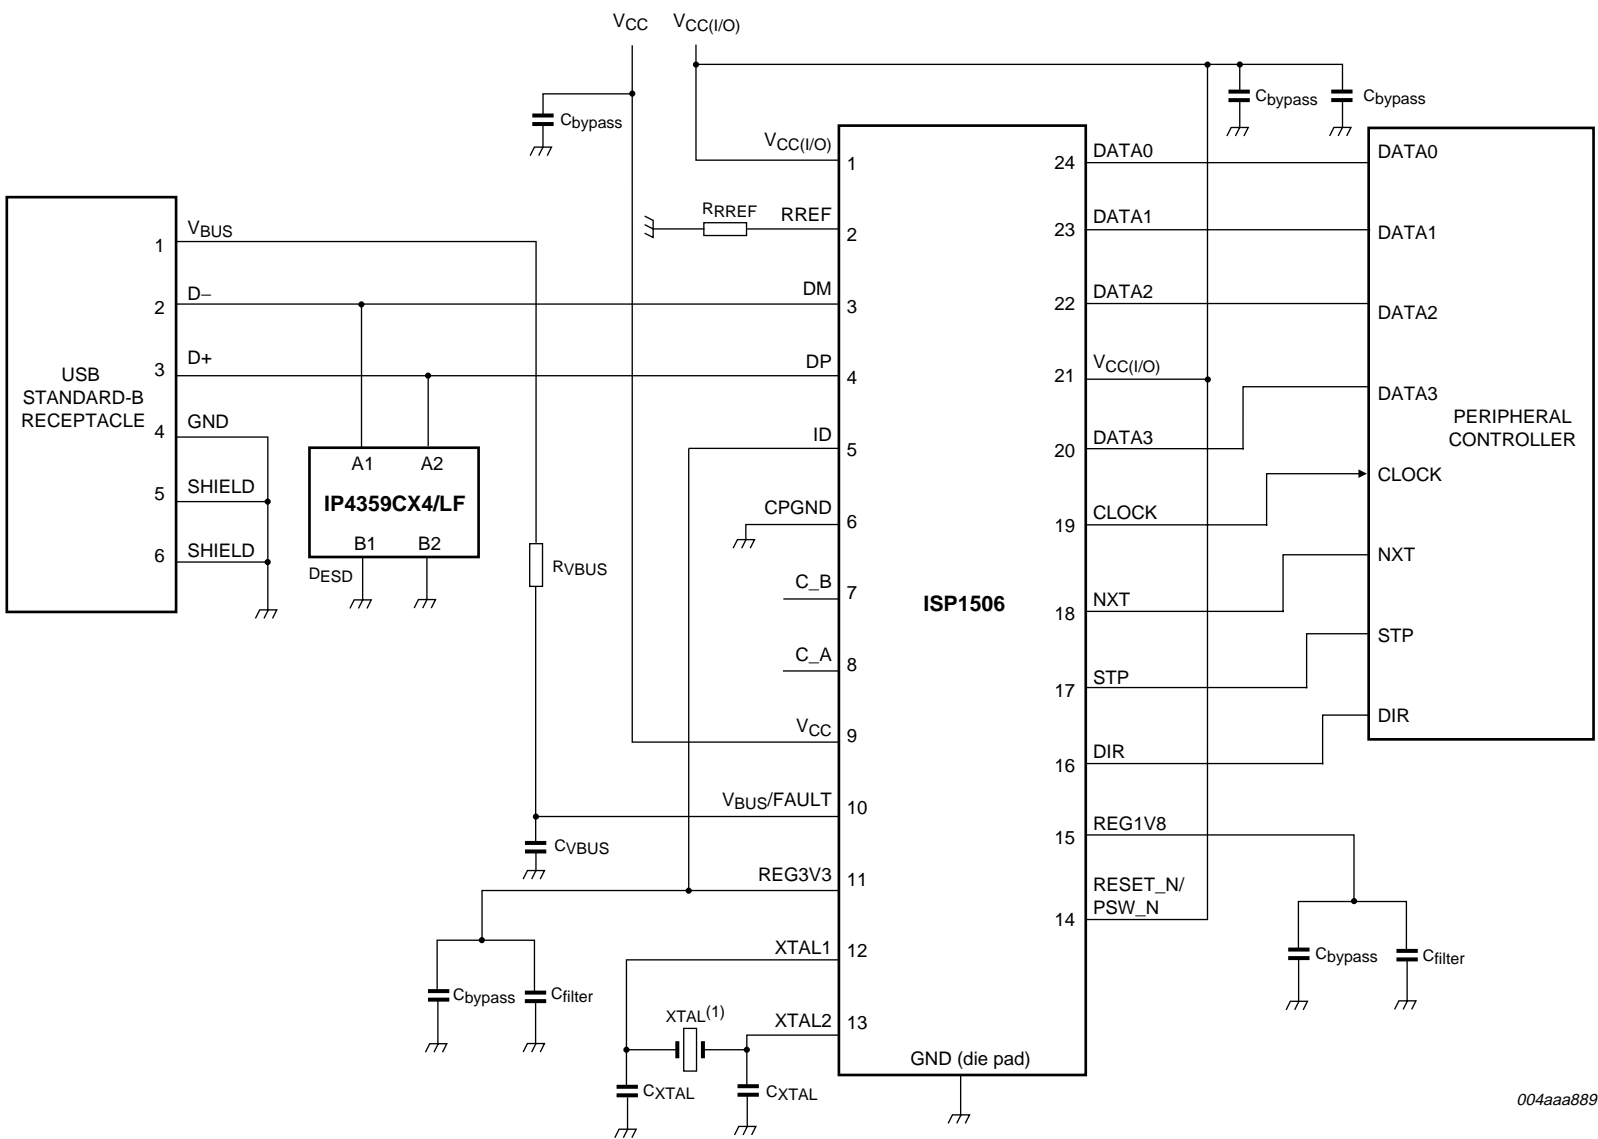 VCC
VCC(I/O)
Cbypass
Cbypass
Cbypass
USB
STANDARD-B
RECEPTACLE
1
VBUS
2
D−
3
D+
4
GND
5
SHIELD
6
SHIELD
A1
A2
IP4359CX4/LF
B1
B2
DESD
RVBUS
CVBUS
RRREF
VCC(I/O)
1
RREF
2
DM
3
DP
4
ID
5
CPGND
6
C_B
7
C_A
8
VCC
9
VBUS/FAULT
10
REG3V3
11
XTAL1
12
XTAL2
13
Cbypass
Cfilter
XTAL(1)
CXTAL
CXTAL
ISP1506
GND (die pad)
24
DATA0
23
DATA1
22
DATA2
21
VCC(I/O)
20
DATA3
19
CLOCK
18
NXT
17
STP
16
DIR
15
REG1V8
RESET_N/
14
PSW_N
Cbypass
Cfilter
DATA0
DATA1
DATA2
DATA3
PERIPHERAL
CONTROLLER
CLOCK
NXT
STP
DIR
004aaa889